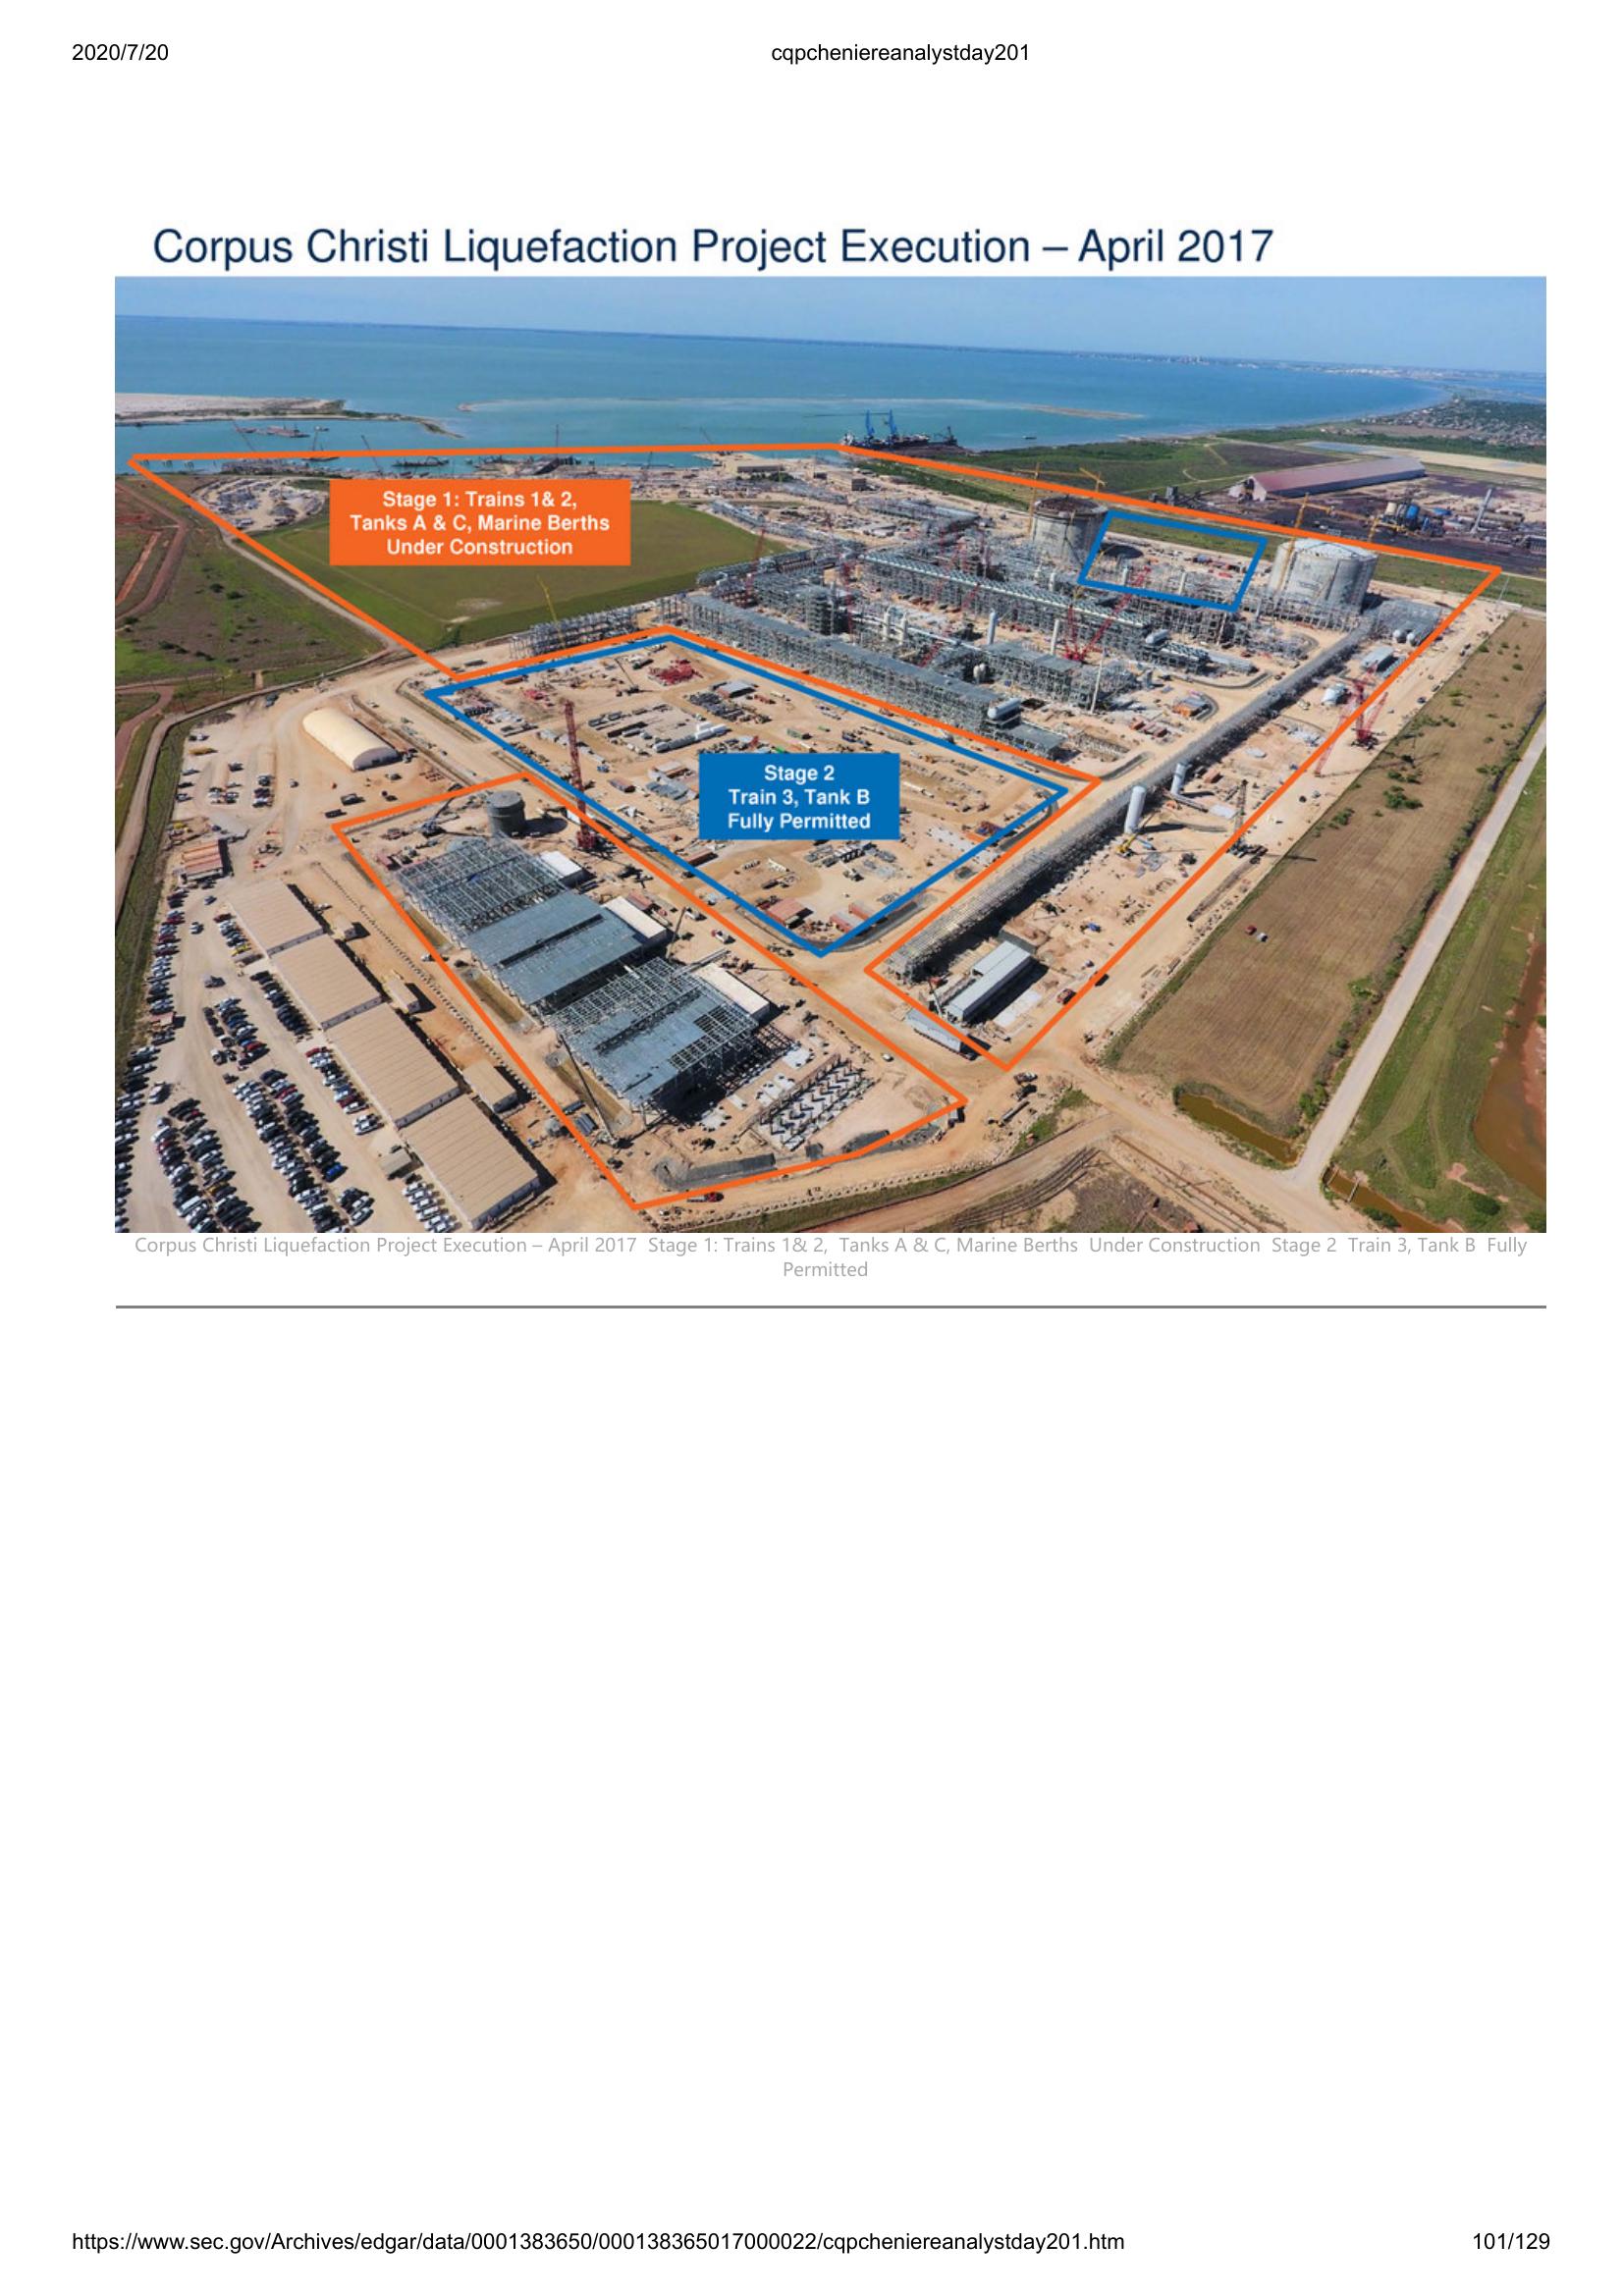 2020/7/20
cqpcheniereanalystday201
Corpus Christi Liquefaction Project Execution – April 2017
Stage 1: Trains 1& 2,
Tanks A & C, Marine Berths
Under Construction
Stage 2
Train 3, Tank B
Fully Permitted
Corpus Christi Liquefaction Project Execution – April 2017 Stage 1: Trains 1& 2, Tanks A & C, Marine Berths Under Construction Stage 2 Train 3, Tank B Fully
Permitted
https://www.sec.gov/Archives/edgar/data/0001383650/000138365017000022/cqpcheniereanalystday201.htm
101/129